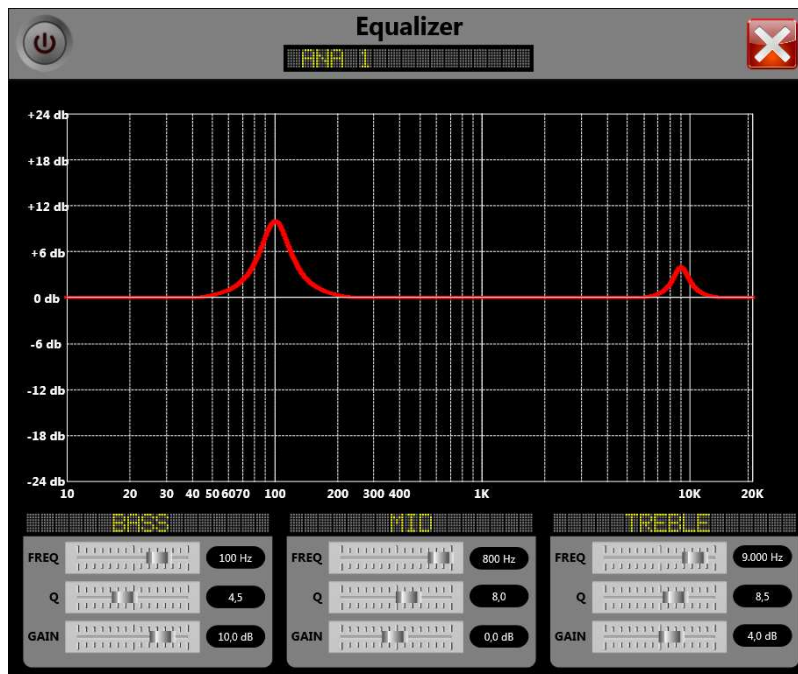 Equalizer
ANA 1
+24 db
+18 db
+12 db
+6 db
0 db
-6 db
-12 db
-18 db
-24 db
10 20 30 40 50 60 70 100 200 300 400 1K 10K 20K
BASS MID TREBLE
FREQ 100 Hz FREQ 800 Hz FREQ 9.000 Hz
Q 4,5 Q 8,0 Q 8,5
GAIN 10,0 dB GAIN 0,0 dB GAIN 4,0 dB